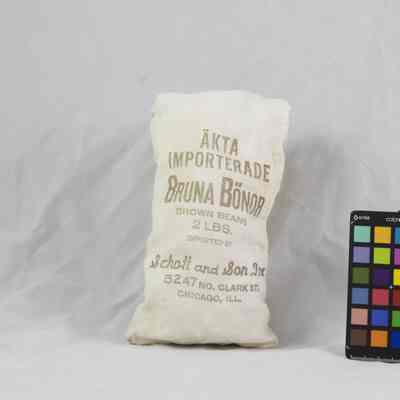 ÄKTA
IMPORTERADE
BRUNA BÖNOR
BROWN BEANS
2 LBS.
IMPORTED BY
Schott and Son Inc
5247 NO. CLARK ST.
CHICAGO, ILL.